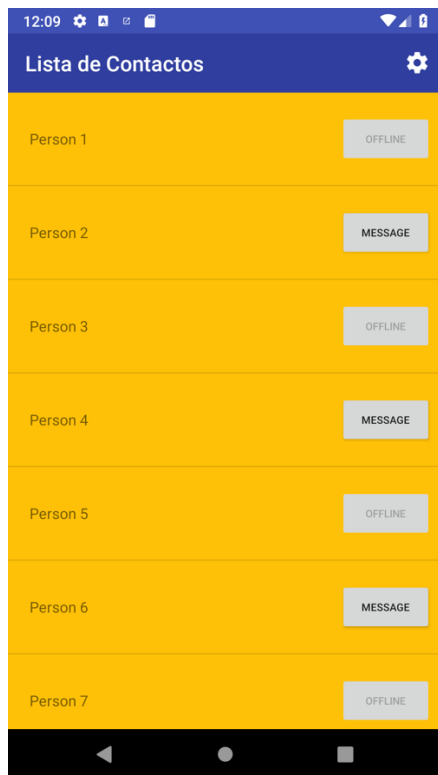 12:09
Lista de Contactos
Person 1 OFFLINE
Person 2 MESSAGE
Person 3 OFFLINE
Person 4 MESSAGE
Person 5 OFFLINE
Person 6 MESSAGE
Person 7 OFFLINE